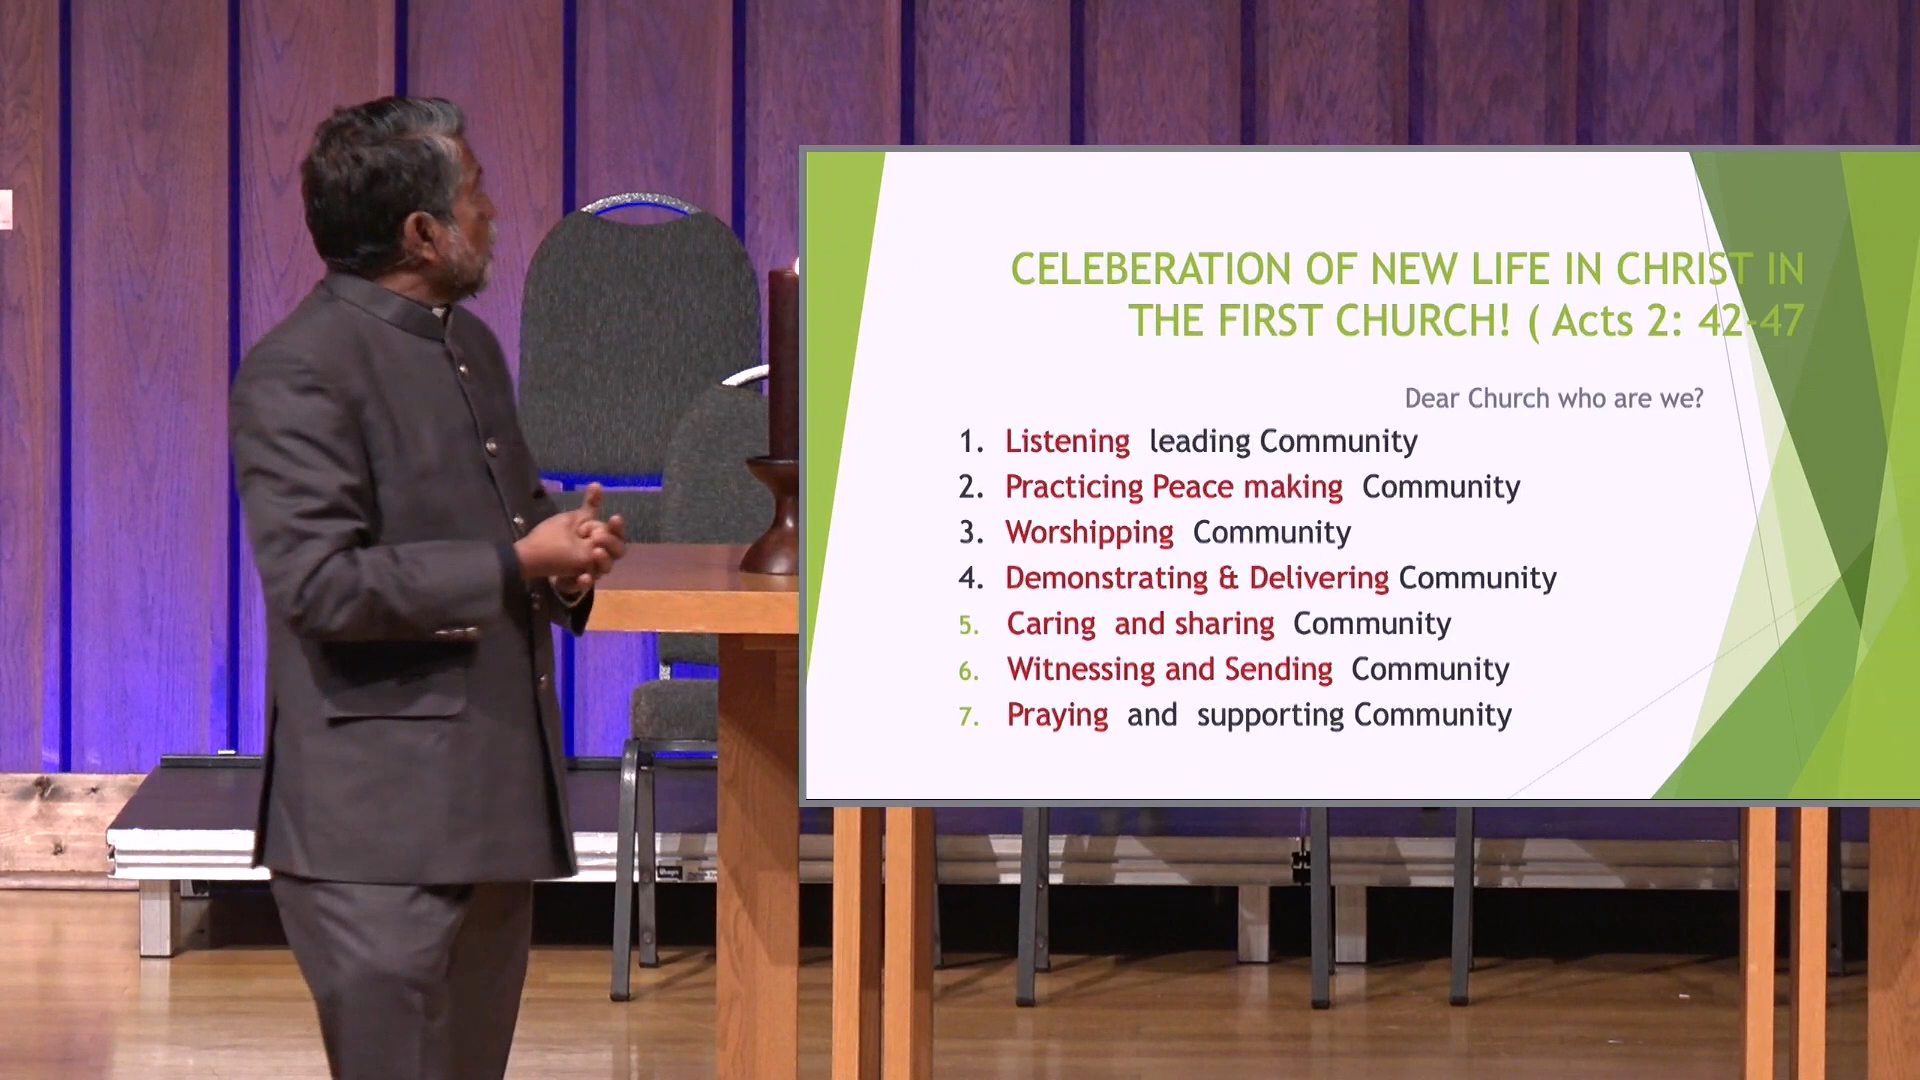 CELEBERATION OF NEW LIFE IN CHRIST IN
THE FIRST CHURCH! ( Acts 2: 42-47
Dear Church who are we?
1. Listening leading Community
2. Practicing Peace making Community
3. Worshipping Community
4. Demonstrating & Delivering Community
5. Caring and sharing Community
6. Witnessing and Sending Community
7. Praying and supporting Community